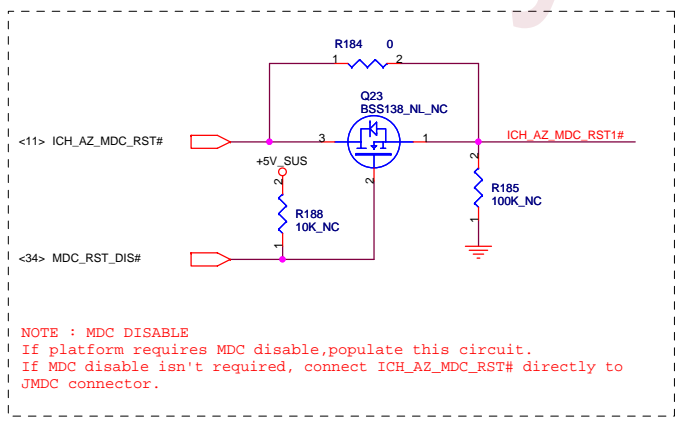 R184 0
1 2
Q23
BSS138_NL_NC
<11> ICH_AZ_MDC_RST#
3 1
ICH_AZ_MDC_RST1#
+5V_SUS
2
2
2
R185
100K_NC
R188
10K_NC
1
1
<34> MDC_RST_DIS#
NOTE : MDC DISABLE
If platform requires MDC disable,populate this circuit.
If MDC disable isn't required, connect ICH_AZ_MDC_RST# directly to
JMDC connector.